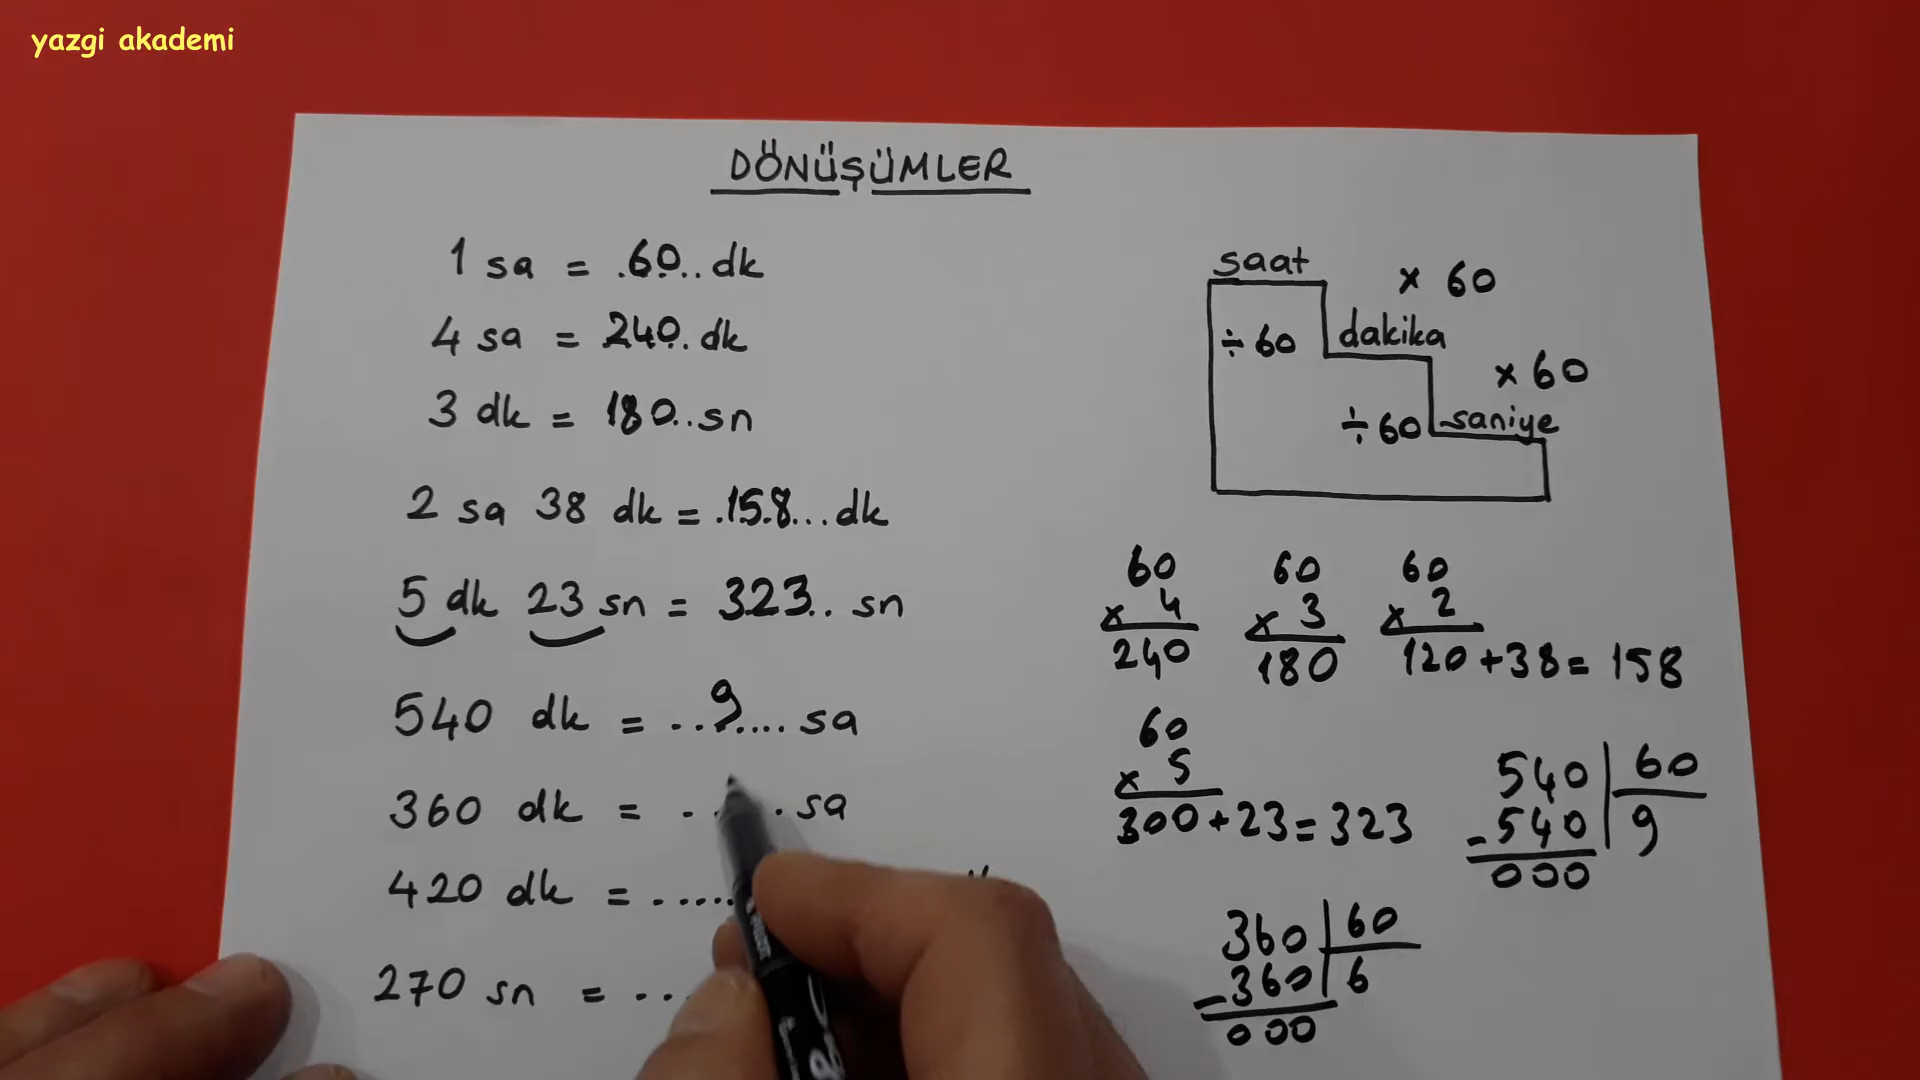 yazgi akademi
DÖNÜŞÜMLER
1 sa = .60.. dk
4 sa = 240. dk
3 dk = 180.. sn
2 sa 38 dk = .158... dk
5 dk 23 sn = 323.. sn
540 dk = ..9.... sa
360 dk = . . . sa
420 dk = .....
270 sn = ...
saat
x 60
÷ 60
dakika
x 60
÷ 60
saniye
60
x 4
240
60
x 3
180
60
x 2
120 + 38 = 158
60
x 5
300 + 23 = 323
540 | 60
- 540 | 9
000
360 | 60
- 360 | 6
000